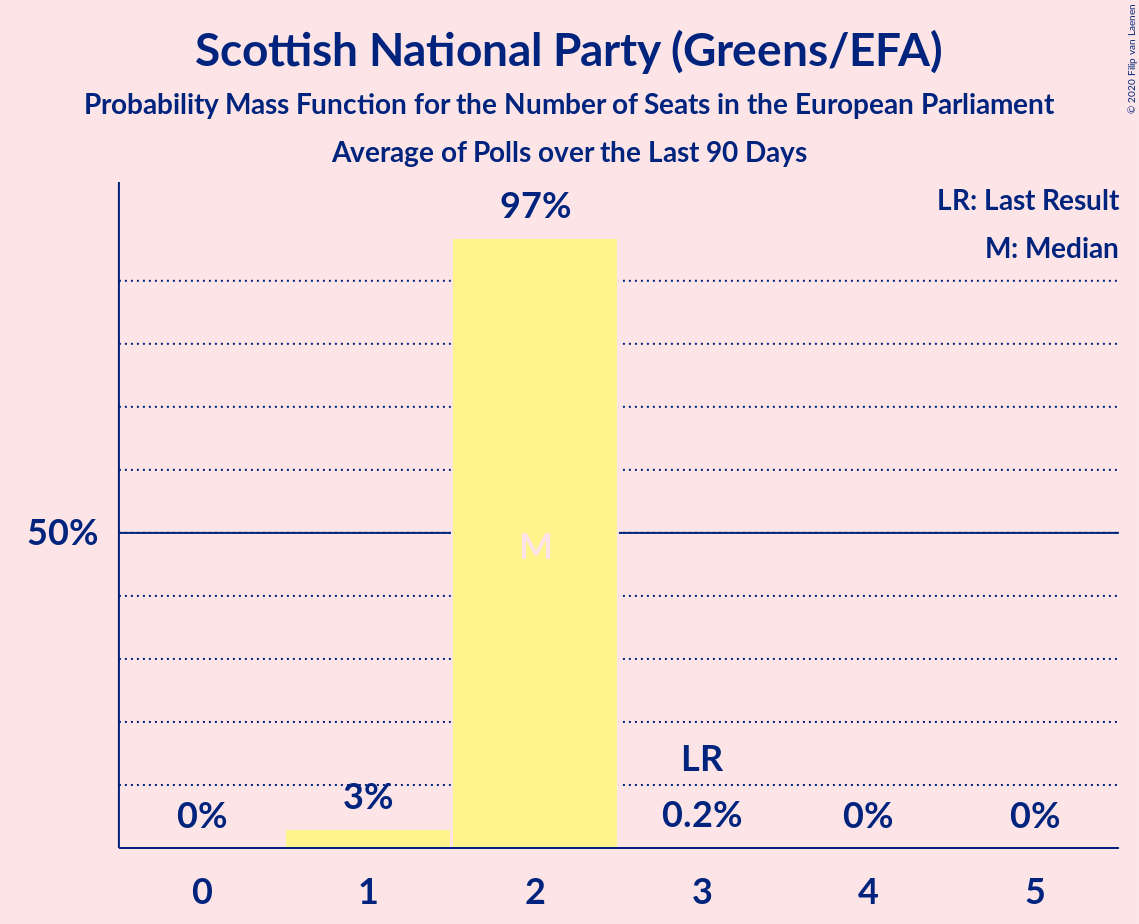 Scottish National Party (Greens/EFA)
Probability Mass Function for the Number of Seats in the European Parliament
Average of Polls over the Last 90 Days
© 2020 Filip van Laenen
LR: Last Result
M: Median
97%
50%
M
LR
0%
3%
0.2%
0%
0%
0
1
2
3
4
5